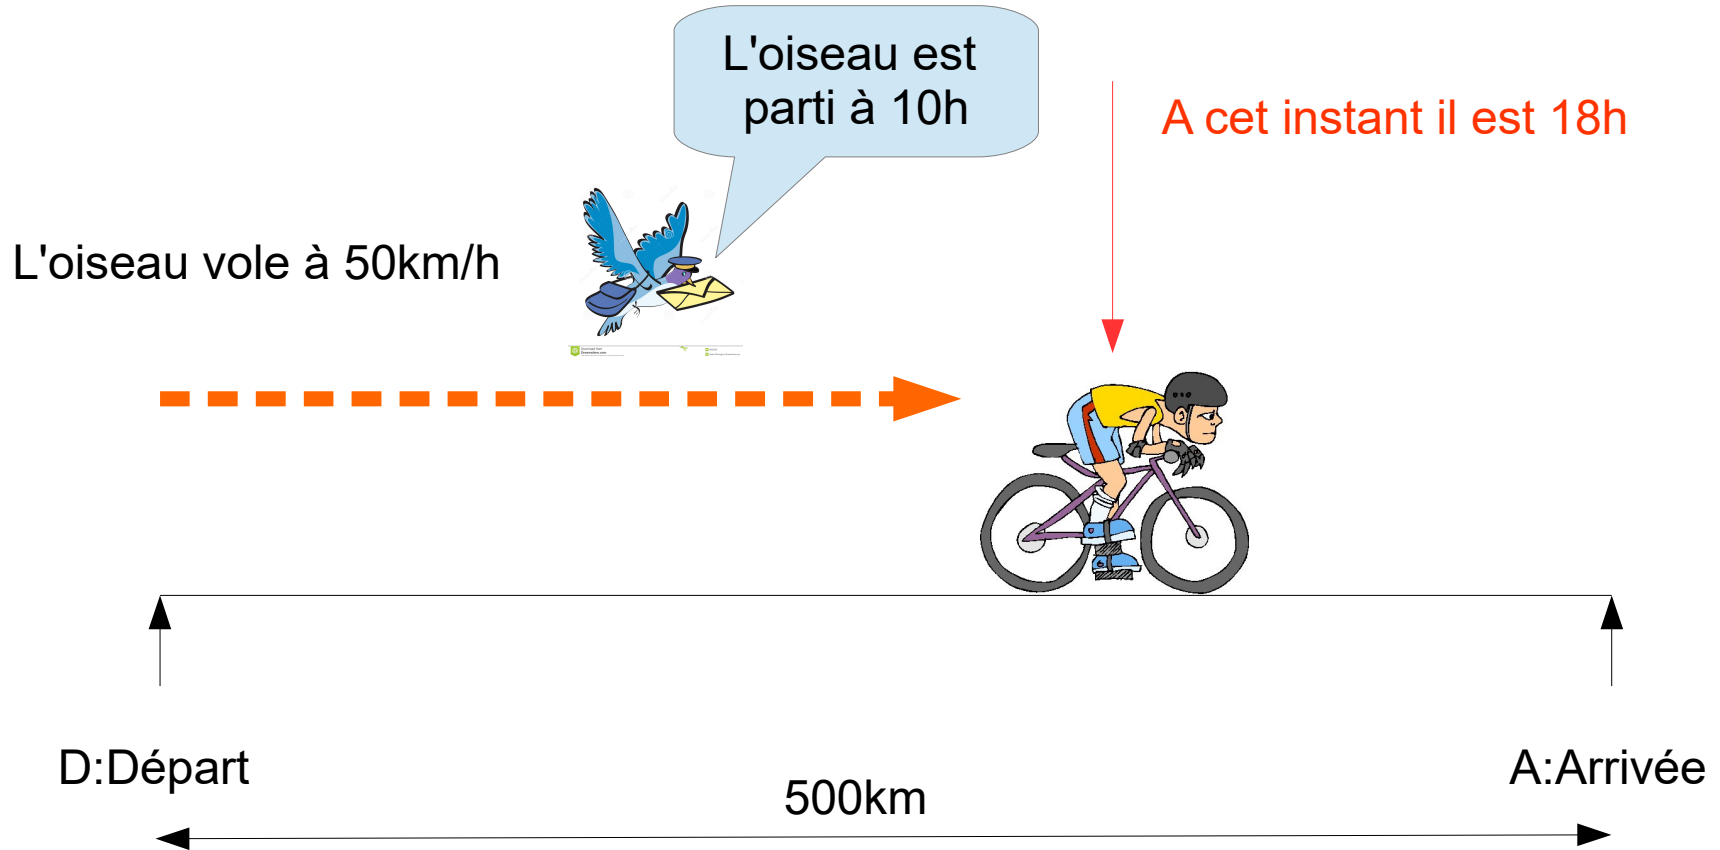 L'oiseau est
parti à 10h
A cet instant il est 18h
L'oiseau vole à 50km/h
D:Départ
A:Arrivée
500km